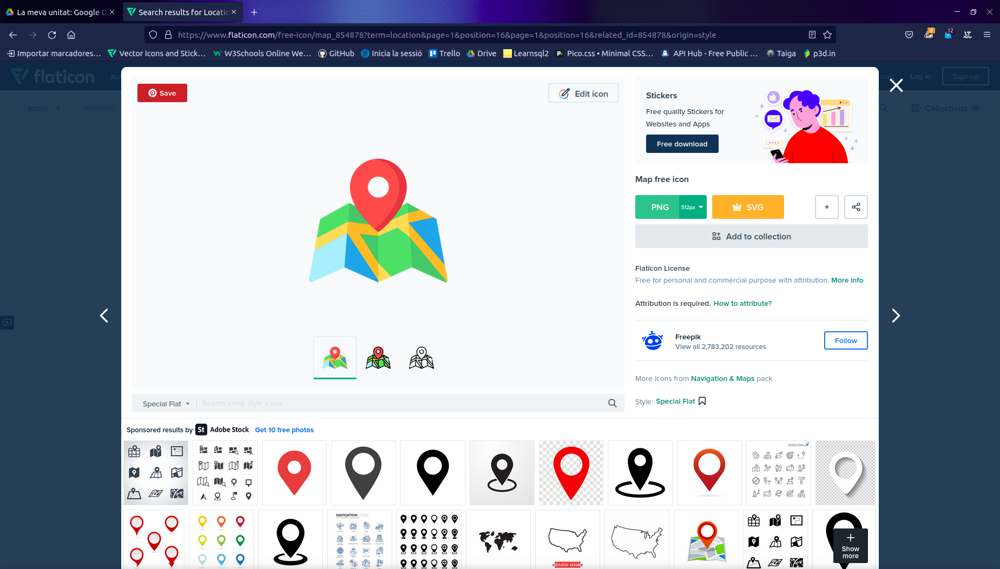 La meva unitat: Google D
Search results for Locatio
https://www.flaticon.com/free-icon/map_854878?term=location&page=1&position=16&page=1&position=16&related_id=854878&origin=style
9
12
Importar marcadores…
Vector Icons and Stick…
W3Schools Online We…
GitHub
Inicia la sessió
Trello
Drive
Learnsql2
Pico.css • Minimal CSS…
API Hub - Free Public …
Taiga
p3d.in
flaticon
Log in
Sign up
Icons
location
Collections 0
Save
Edit icon
Stickers
Free quality Stickers for
Websites and Apps
Free download
Map free icon
PNG
512px
SVG
+
Add to collection
Flaticon License
Free for personal and commercial purpose with attribution. More info
Attribution is required. How to attribute?
Freepik
View all 2,783,202 resources
Follow
More icons from Navigation & Maps pack
Style: Special Flat
Special Flat
Search same style icons
Sponsored results by St Adobe Stock Get 10 free photos
NAVIGATION ICONS
editable stroke
Show
more